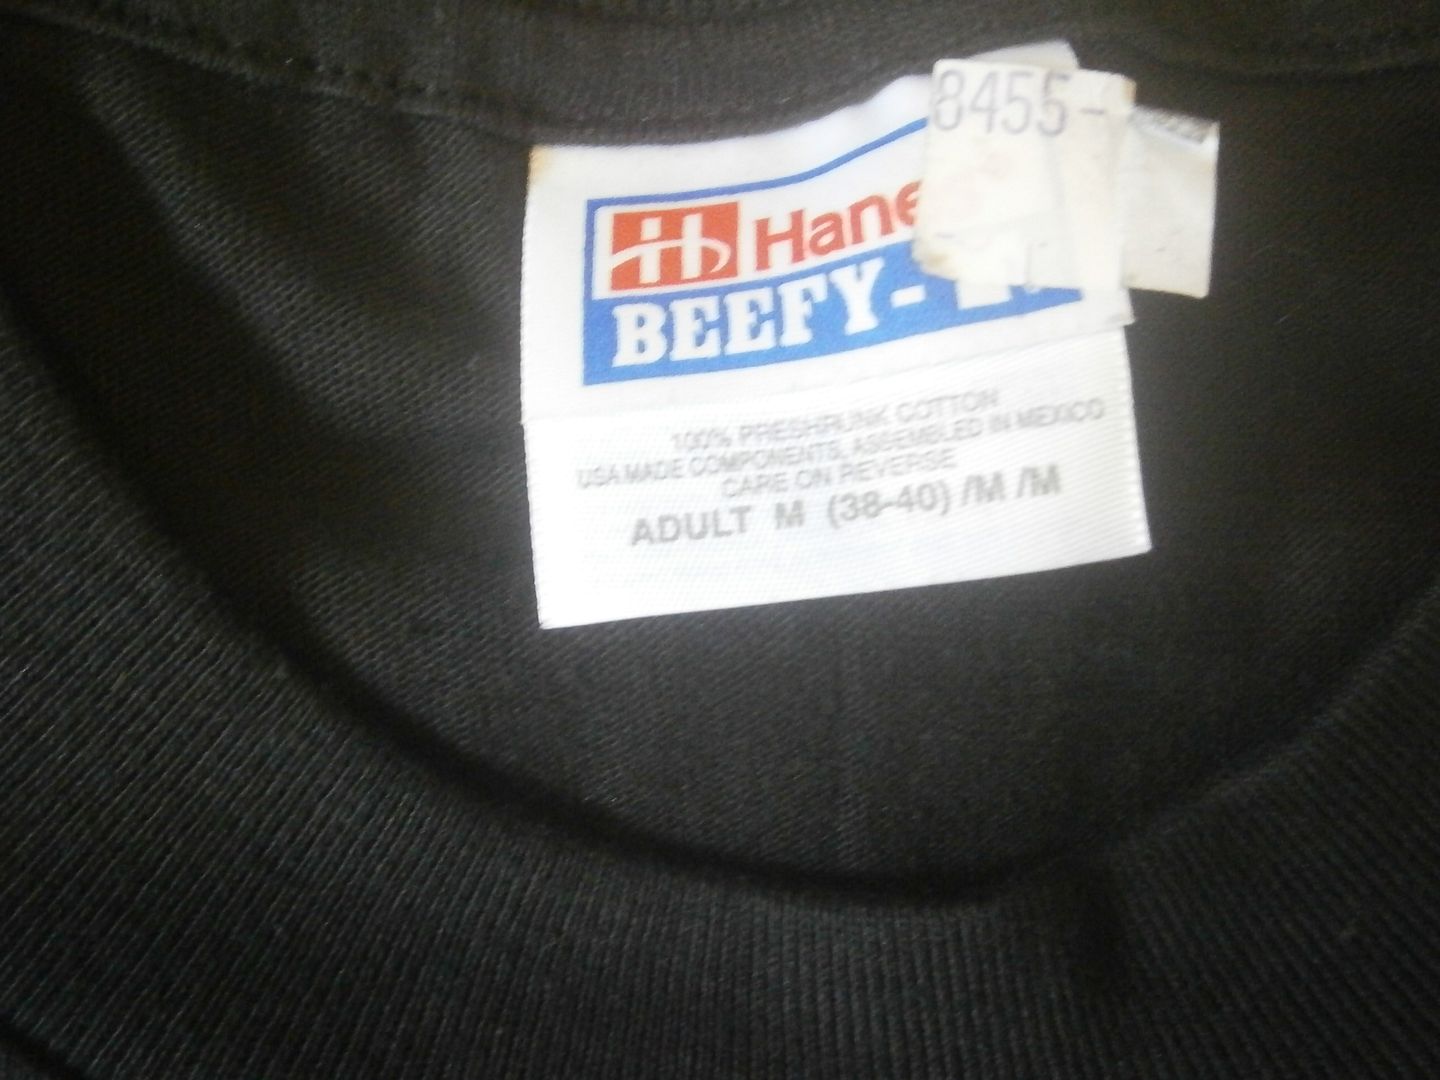 8455-
Hane
BEEFY-
100% PRESHRUNK COTTON
USA MADE COMPONENTS, ASSEMBLED IN MEXICO
CARE ON REVERSE
ADULT M (38-40) /M /M